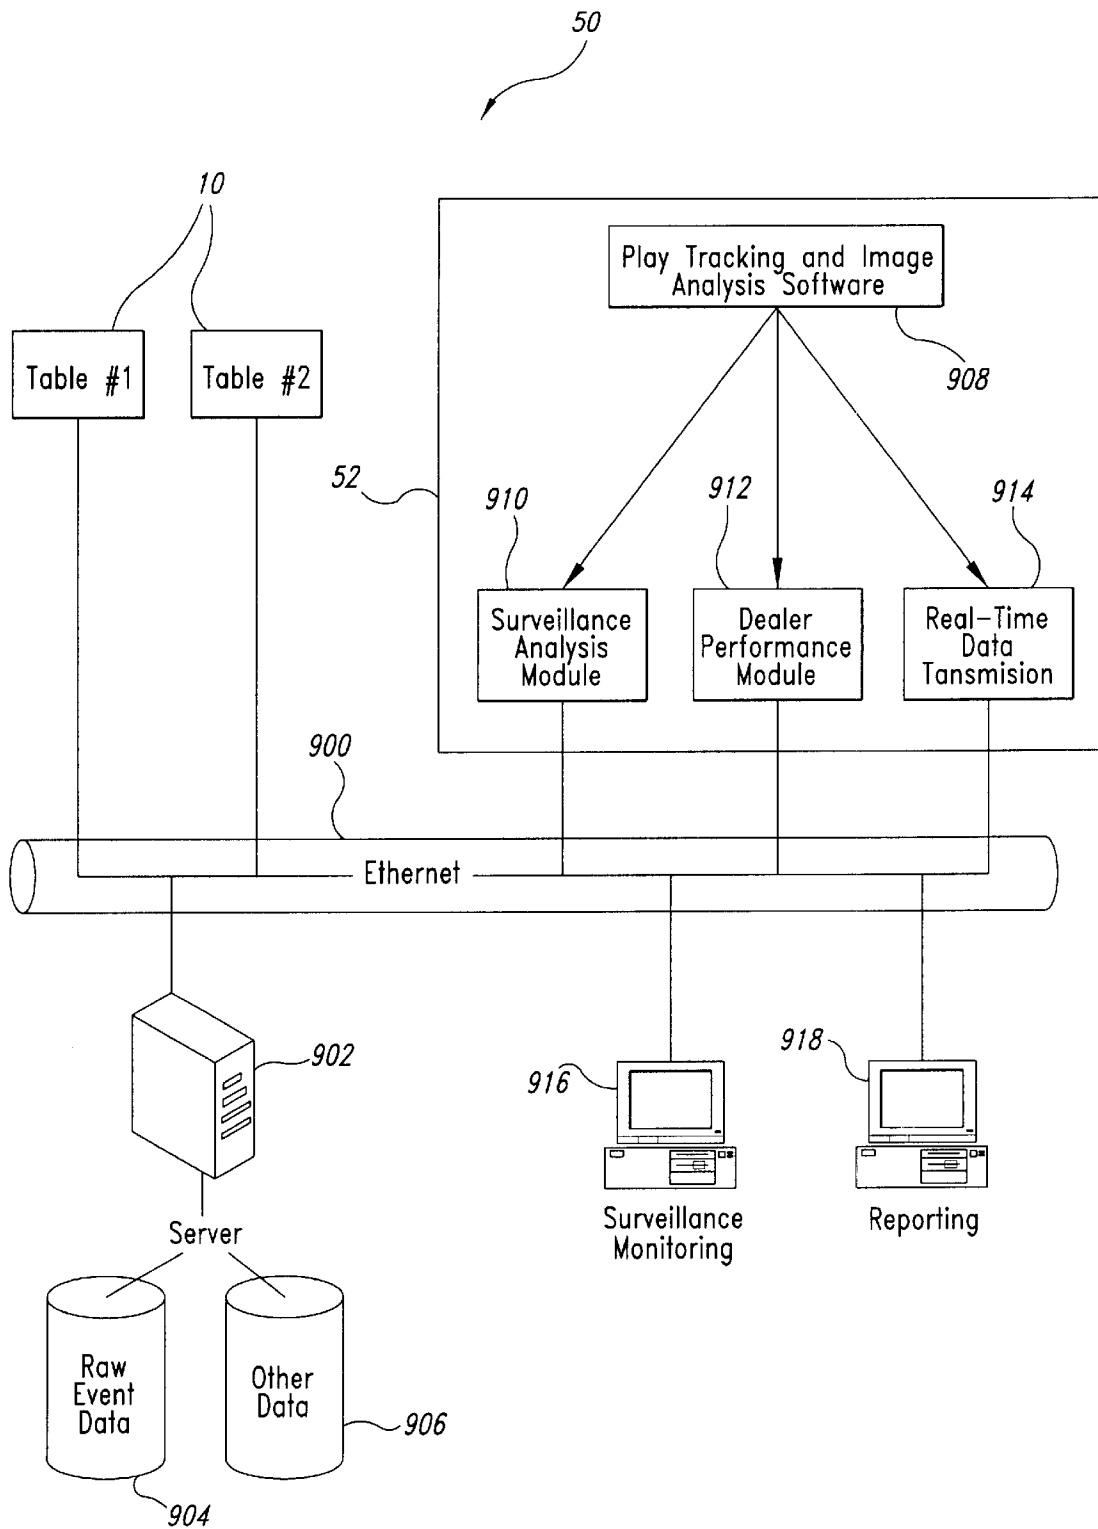 50
10
Play Tracking and Image
Analysis Software
908
Table #1
Table #2
52
910
912
914
Surveillance
Analysis
Module
Dealer
Performance
Module
Real-Time
Data
Tansmision
900
Ethernet
902
916
918
Server
Surveillance
Monitoring
Reporting
Raw
Event
Data
Other
Data
906
904